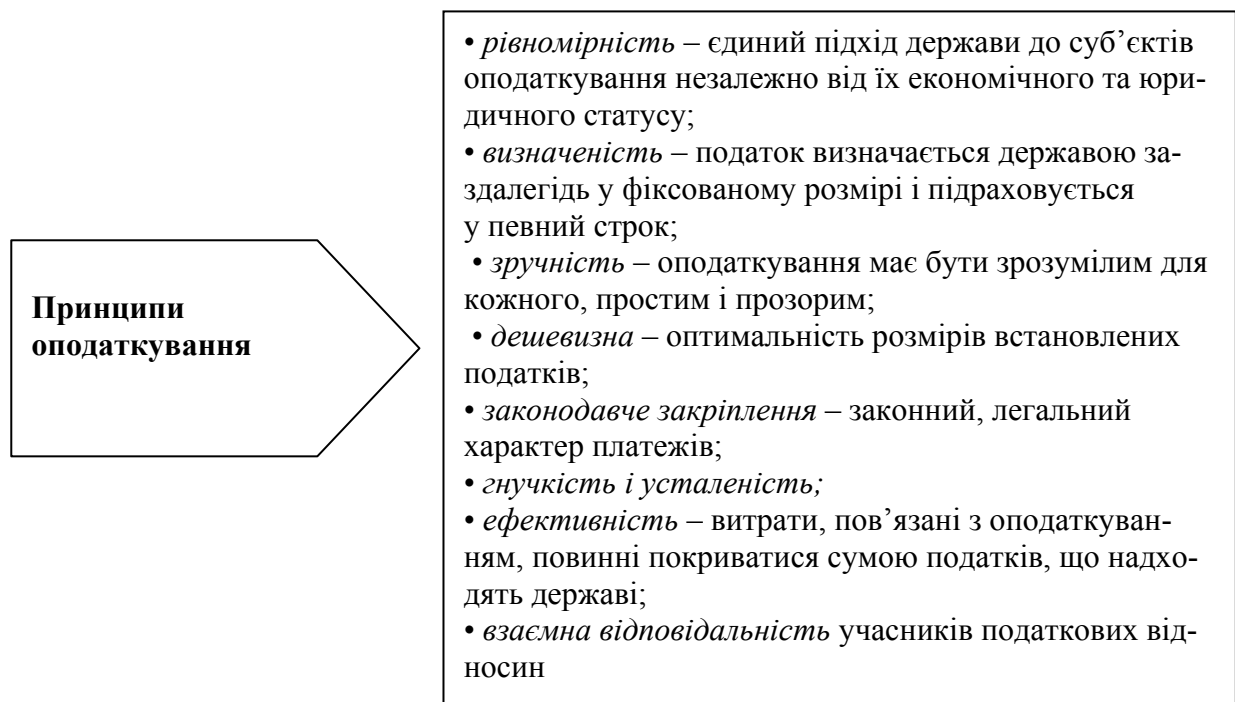 Принципи
оподаткування
• рівномірність – єдиний підхід держави до суб’єктів
оподаткування незалежно від їх економічного та юри-
дичного статусу;
• визначеність – податок визначається державою за-
здалегідь у фіксованому розмірі і підраховується
у певний строк;
• зручність – оподаткування має бути зрозумілим для
кожного, простим і прозорим;
• дешевизна – оптимальність розмірів встановлених
податків;
• законодавче закріплення – законний, легальний
характер платежів;
• гнучкість і усталеність;
• ефективність – витрати, пов’язані з оподаткуван-
ням, повинні покриватися сумою податків, що надхо-
дять державі;
• взаємна відповідальність учасників податкових від-
носин